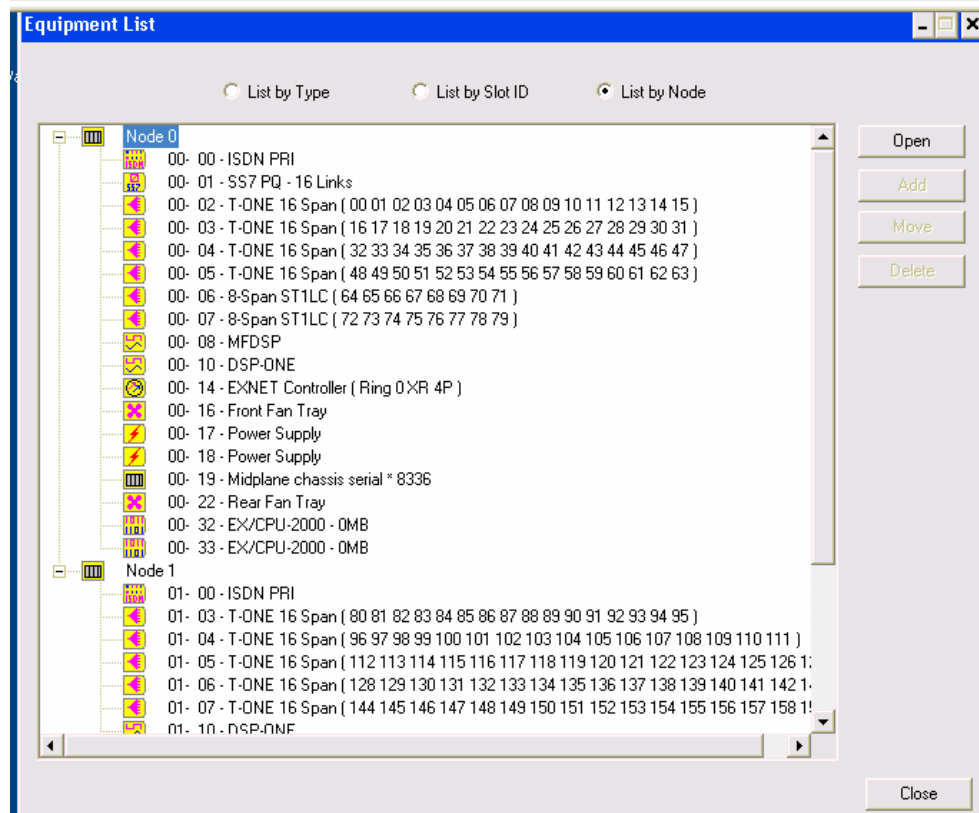 Equipment List
List by Type List by Slot ID List by Node
Node 0
00- 00 - ISDN PRI
00- 01 - SS7 PQ - 16 Links
00- 02 - T-ONE 16 Span ( 00 01 02 03 04 05 06 07 08 09 10 11 12 13 14 15 )
00- 03 - T-ONE 16 Span ( 16 17 18 19 20 21 22 23 24 25 26 27 28 29 30 31 )
00- 04 - T-ONE 16 Span ( 32 33 34 35 36 37 38 39 40 41 42 43 44 45 46 47 )
00- 05 - T-ONE 16 Span ( 48 49 50 51 52 53 54 55 56 57 58 59 60 61 62 63 )
00- 06 - 8-Span ST1LC ( 64 65 66 67 68 69 70 71 )
00- 07 - 8-Span ST1LC ( 72 73 74 75 76 77 78 79 )
00- 08 - MFDSP
00- 10 - DSP-ONE
00- 14 - EXNET Controller ( Ring 0 XR 4P )
00- 16 - Front Fan Tray
00- 17 - Power Supply
00- 18 - Power Supply
00- 19 - Midplane chassis serial * 8336
00- 22 - Rear Fan Tray
00- 32 - EX/CPU-2000 - 0MB
00- 33 - EX/CPU-2000 - 0MB
Node 1
01- 00 - ISDN PRI
01- 03 - T-ONE 16 Span ( 80 81 82 83 84 85 86 87 88 89 90 91 92 93 94 95 )
01- 04 - T-ONE 16 Span ( 96 97 98 99 100 101 102 103 104 105 106 107 108 109 110 111 )
01- 05 - T-ONE 16 Span ( 112 113 114 115 116 117 118 119 120 121 122 123 124 125 126
01- 06 - T-ONE 16 Span ( 128 129 130 131 132 133 134 135 136 137 138 139 140 141 142
01- 07 - T-ONE 16 Span ( 144 145 146 147 148 149 150 151 152 153 154 155 156 157 158
01- 10 - DSP-ONE
Open
Add
Move
Delete
Close